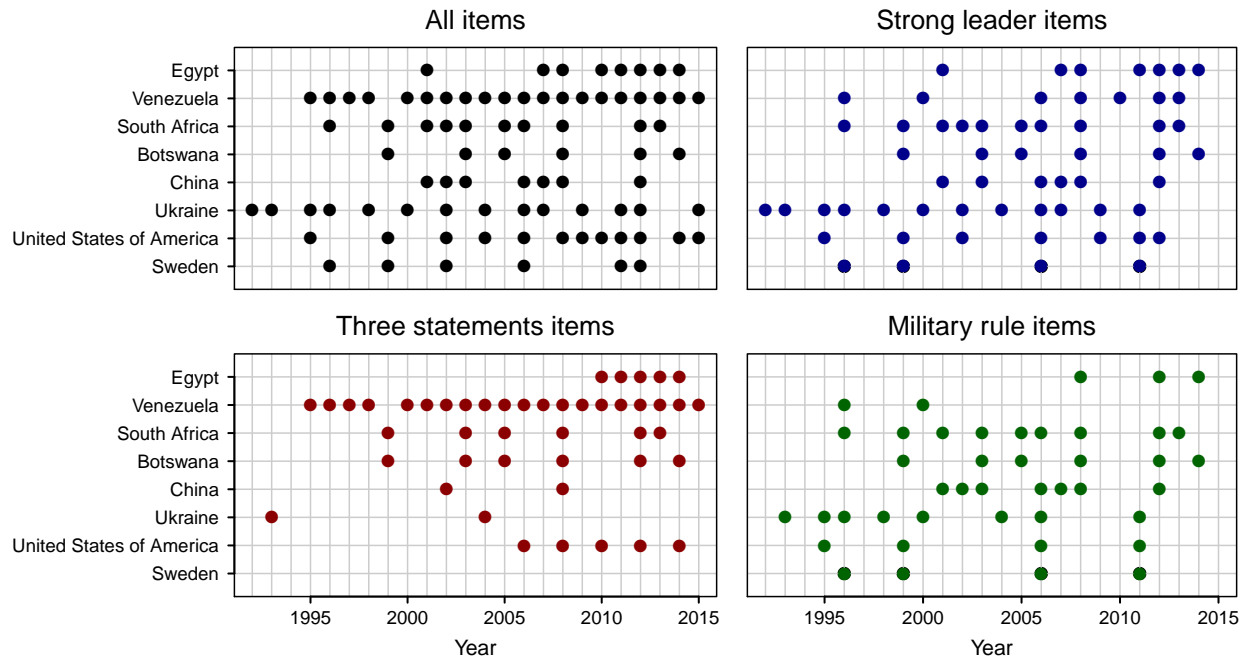 All items
Strong leader items
Egypt
Venezuela
South Africa
Botswana
China
Ukraine
United States of America
Sweden
Three statements items
Military rule items
Egypt
Venezuela
South Africa
Botswana
China
Ukraine
United States of America
Sweden
1995 2000 2005 2010 2015
1995 2000 2005 2010 2015
Year
Year